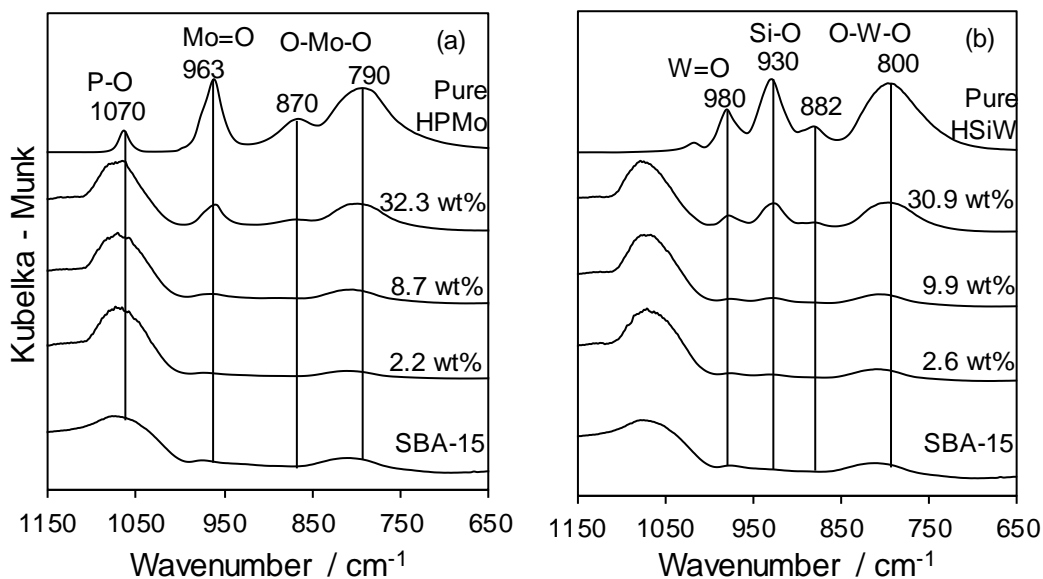 Kubelka - Munk
(a)
Mo=O
O-Mo-O
P-O
963
790
1070
870
Pure
HPMo
32.3 wt%
8.7 wt%
2.2 wt%
SBA-15
1150
1050
950
850
750
650
Wavenumber / cm⁻¹
(b)
Si-O
O-W-O
W=O
930
800
980
882
Pure
HSiW
30.9 wt%
9.9 wt%
2.6 wt%
SBA-15
1150
1050
950
850
750
650
Wavenumber / cm⁻¹